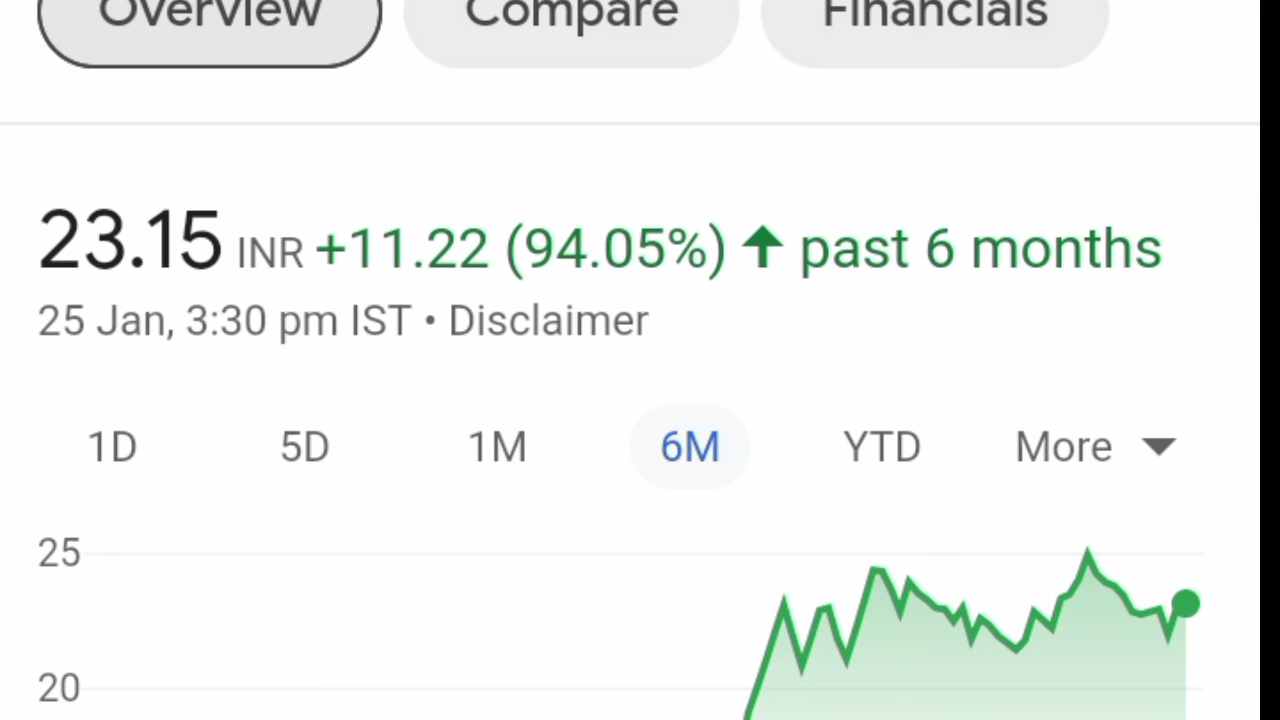 Overview Compare Financials
23.15 INR +11.22 (94.05%) ↑ past 6 months
25 Jan, 3:30 pm IST • Disclaimer
1D 5D 1M 6M YTD More
25
20